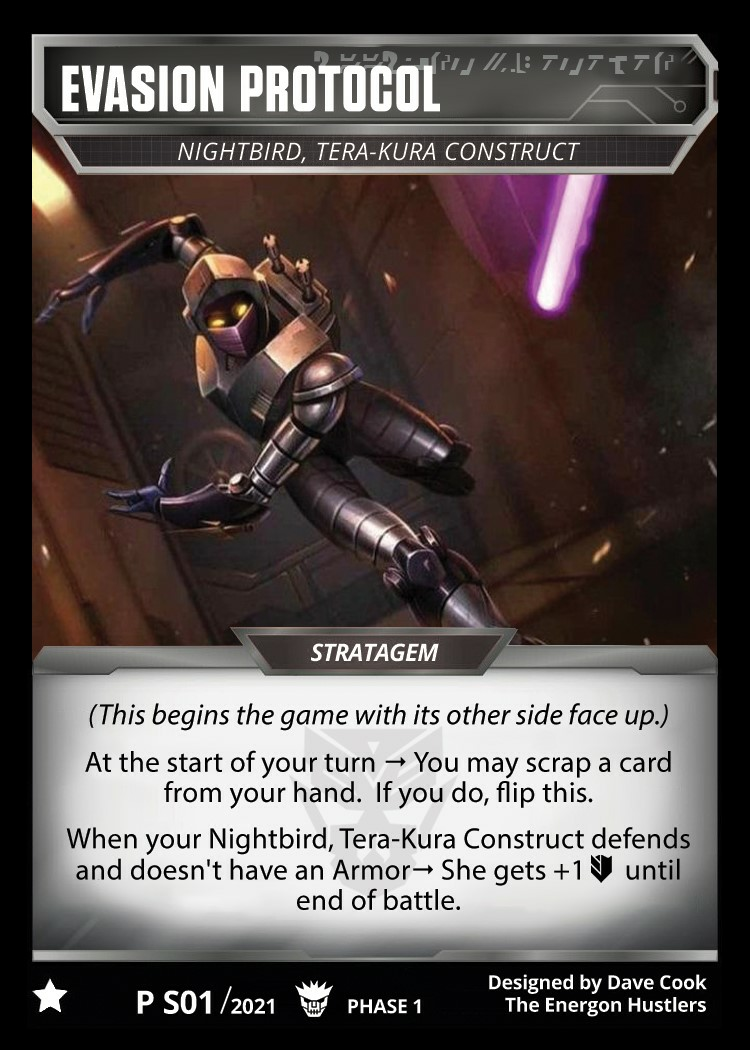 EVASION PROTOCOL
NIGHTBIRD, TERA-KURA CONSTRUCT
STRATAGEM
(This begins the game with its other side face up.)
At the start of your turn → You may scrap a card
from your hand. If you do, flip this.
When your Nightbird, Tera-Kura Construct defends
and doesn't have an Armor→ She gets +1 until
end of battle.
P S01/2021 PHASE 1
Designed by Dave Cook
The Energon Hustlers